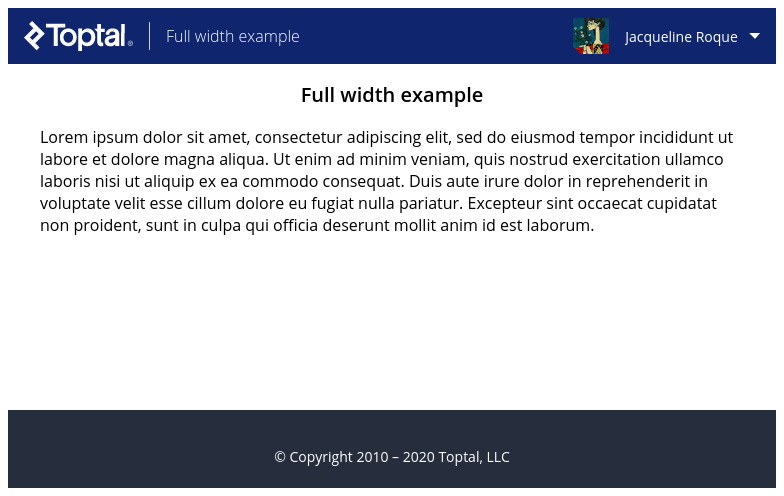 Toptal®
Full width example
Jacqueline Roque
Full width example
Lorem ipsum dolor sit amet, consectetur adipiscing elit, sed do eiusmod tempor incididunt ut
labore et dolore magna aliqua. Ut enim ad minim veniam, quis nostrud exercitation ullamco
laboris nisi ut aliquip ex ea commodo consequat. Duis aute irure dolor in reprehenderit in
voluptate velit esse cillum dolore eu fugiat nulla pariatur. Excepteur sint occaecat cupidatat
non proident, sunt in culpa qui officia deserunt mollit anim id est laborum.
© Copyright 2010 – 2020 Toptal, LLC